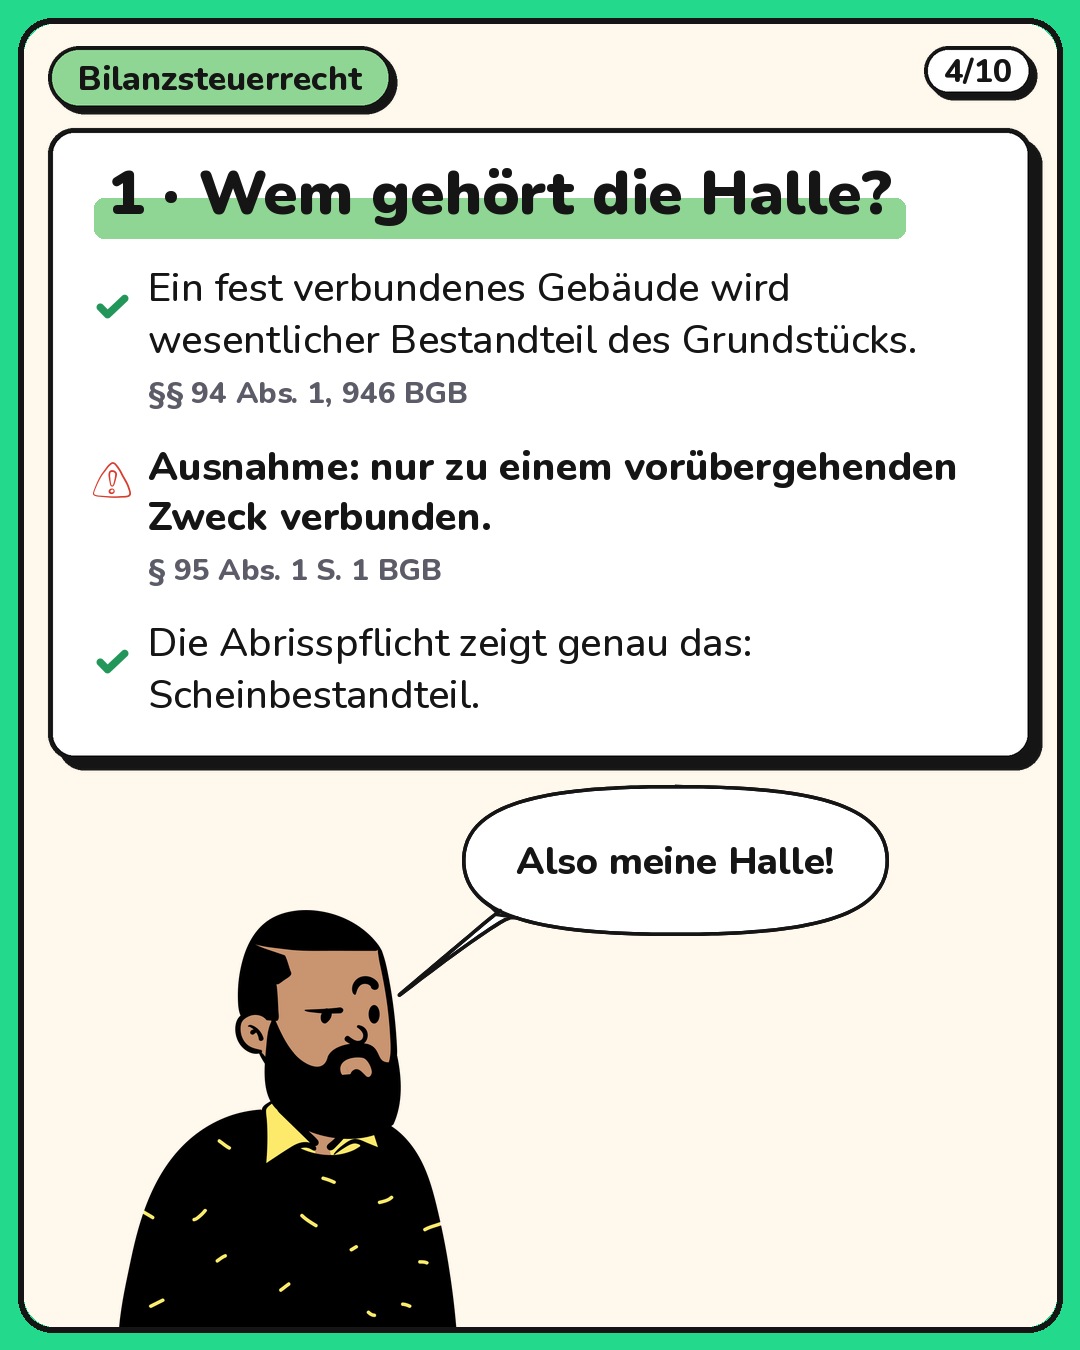 Bilanzsteuerrecht
4/10
1 · Wem gehört die Halle?
Ein fest verbundenes Gebäude wird
wesentlicher Bestandteil des Grundstücks.
§§ 94 Abs. 1, 946 BGB
Ausnahme: nur zu einem vorübergehenden
Zweck verbunden.
§ 95 Abs. 1 S. 1 BGB
Die Abrisspflicht zeigt genau das:
Scheinbestandteil.
Also meine Halle!